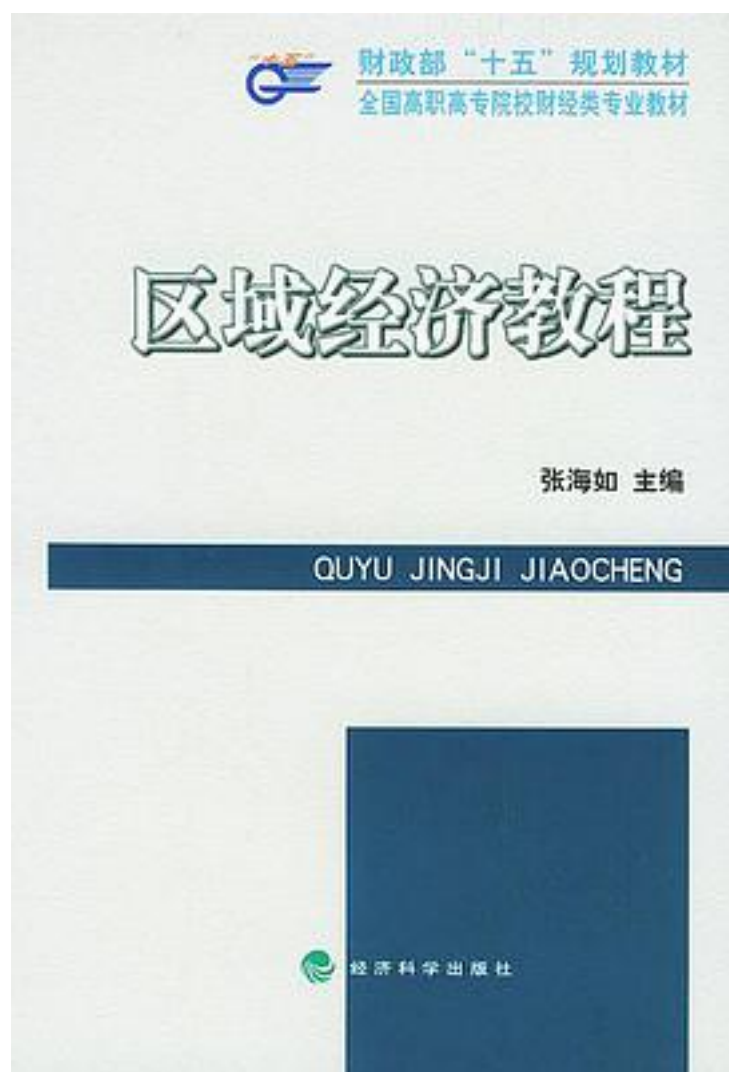 “十五”
财政部“十五”规划教材
全国高职高专院校财经类专业教材
区域经济教程
张海如 主编
QUYU JINGJI JIAOCHENG
经济科学出版社